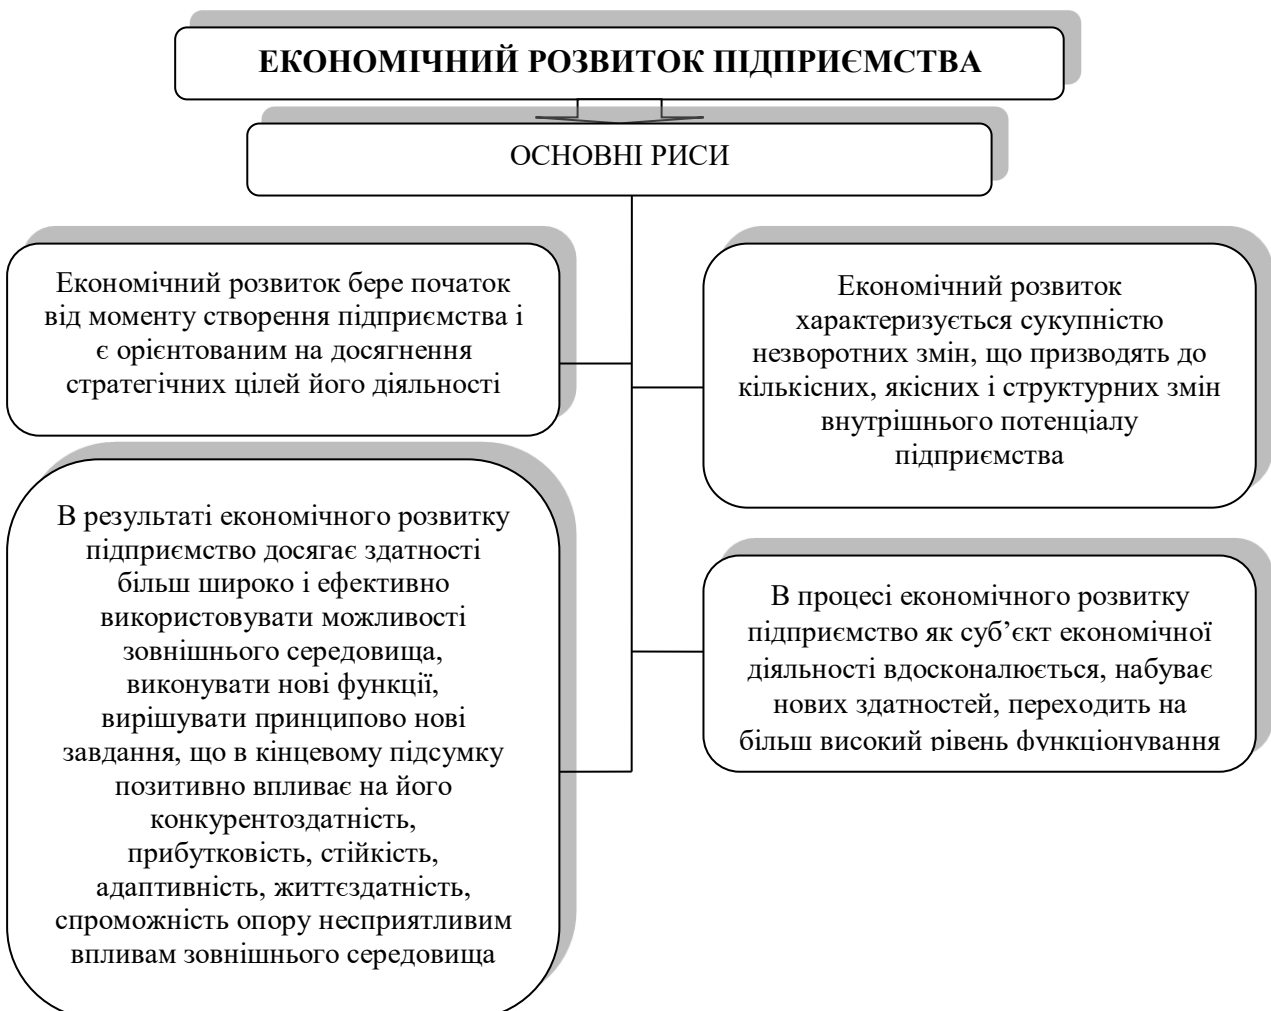 ЕКОНОМІЧНИЙ РОЗВИТОК ПІДПРИЄМСТВА
ОСНОВНІ РИСИ
Економічний розвиток бере початок
від моменту створення підприємства і
є орієнтованим на досягнення
стратегічних цілей його діяльності
Економічний розвиток
характеризується сукупністю
незворотних змін, що призводять до
кількісних, якісних і структурних змін
внутрішнього потенціалу
підприємства
В результаті економічного розвитку
підприємство досягає здатності
більш широко і ефективно
використовувати можливості
зовнішнього середовища,
виконувати нові функції,
вирішувати принципово нові
завдання, що в кінцевому підсумку
позитивно впливає на його
конкурентоздатність,
прибутковість, стійкість,
адаптивність, життєздатність,
спроможність опору несприятливим
впливам зовнішнього середовища
В процесі економічного розвитку
підприємство як суб’єкт економічної
діяльності вдосконалюється, набуває
нових здатностей, переходить на
більш високий рівень функціонування